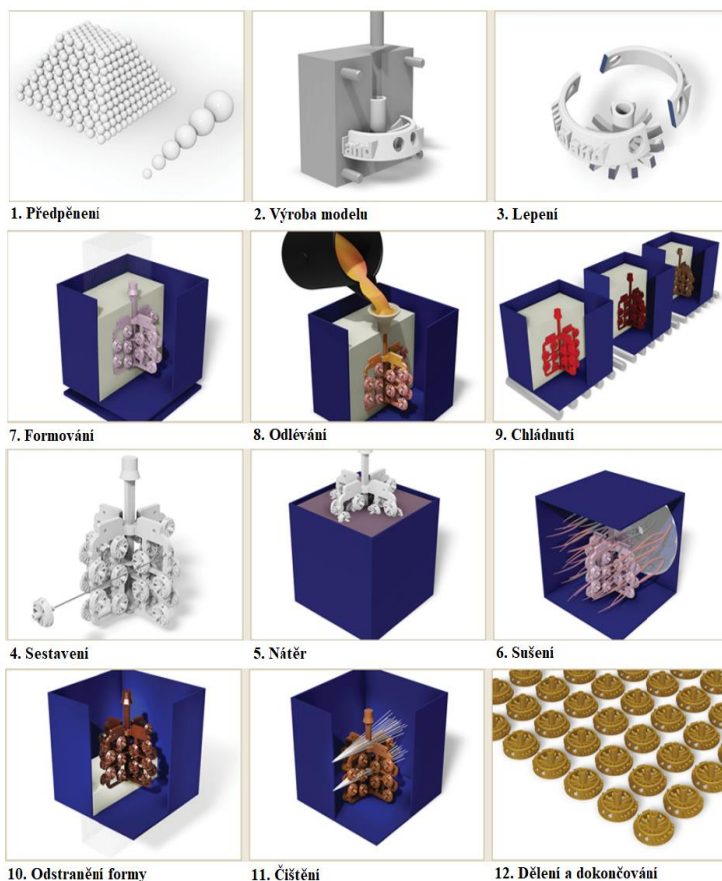 1. Předpěnení
2. Výroba modelu
3. Lepení
7. Formování
8. Odlévání
9. Chládnutí
4. Sestavení
5. Nátěr
6. Sušení
10. Odstranění formy
11. Čištění
12. Dělení a dokončování